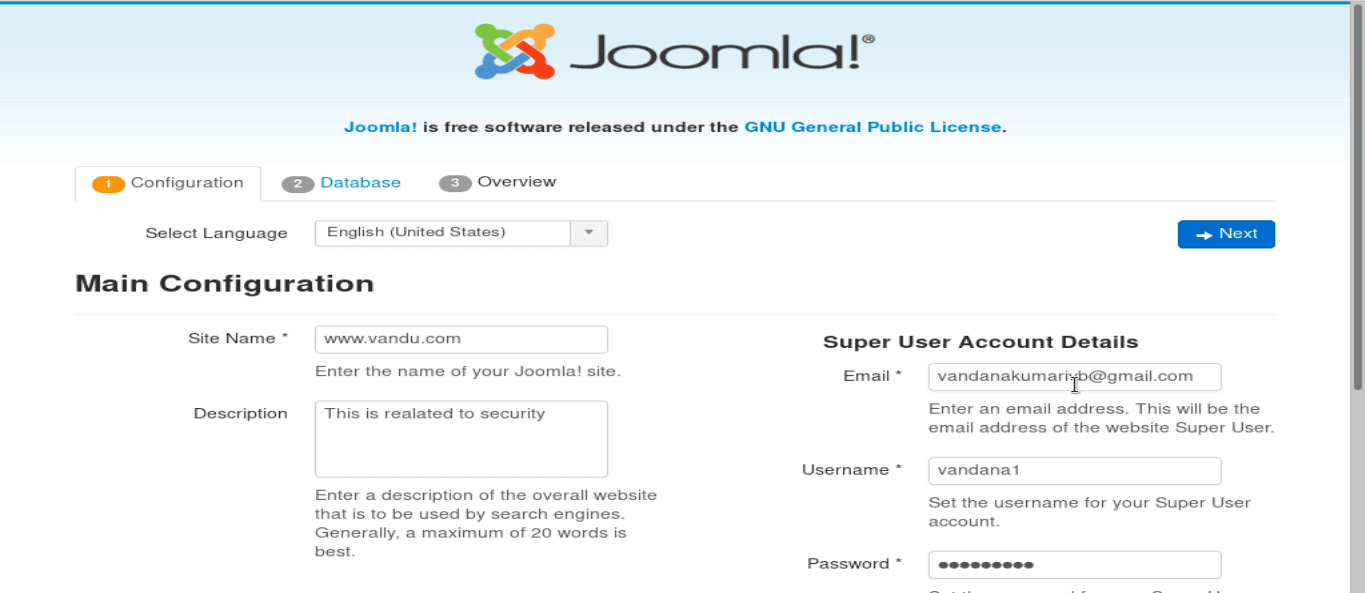 Joomla!®
Joomla! is free software released under the GNU General Public License.
1 Configuration
2 Database
3 Overview
Select Language
English (United States)
Next
Main Configuration
Site Name *
www.vandu.com
Enter the name of your Joomla! site.
Description
This is realated to security
Enter a description of the overall website
that is to be used by search engines.
Generally, a maximum of 20 words is
best.
Super User Account Details
Email *
Enter an email address. This will be the
email address of the website Super User.
Username *
vandana1
Set the username for your Super User
account.
Password *
●●●●●●●●●